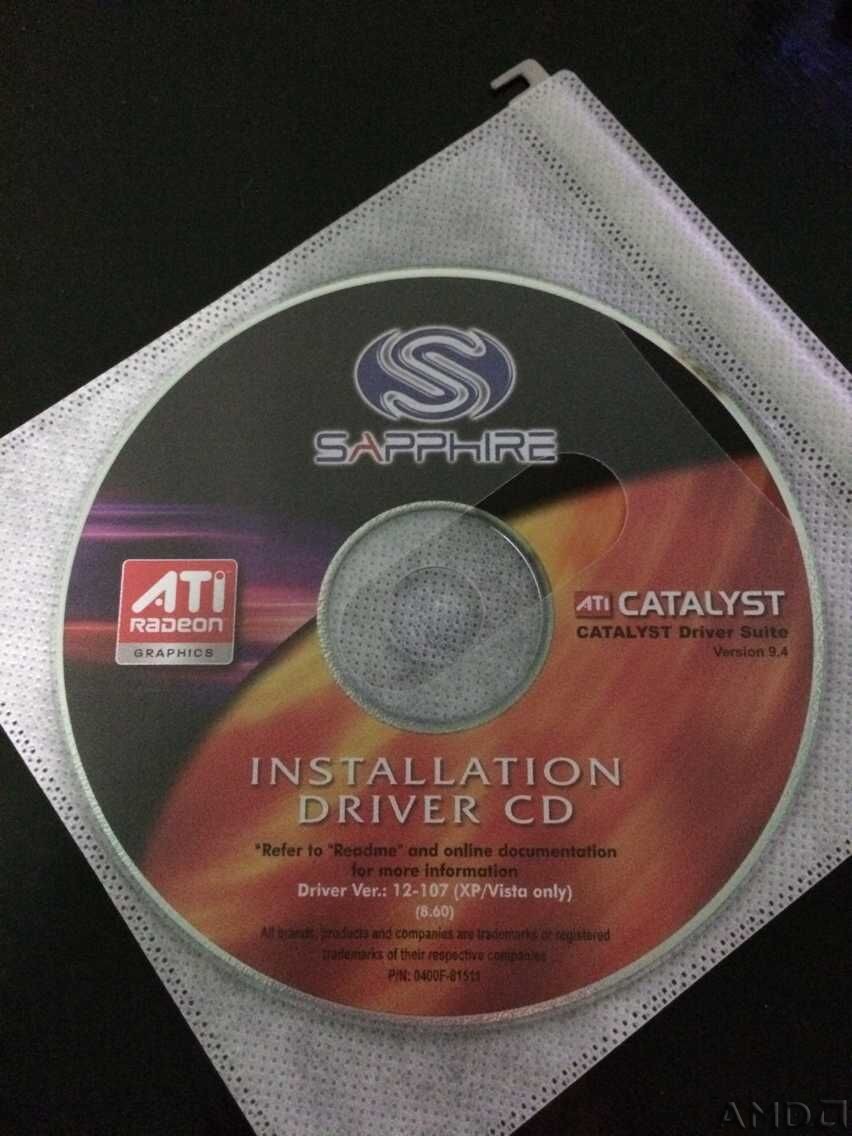 SAPPHIRE
ATI
RADEON
GRAPHICS
ATI CATALYST
CATALYST Driver Suite
Version 9.4
INSTALLATION
DRIVER CD
*Refer to "Readme" and online documentation
for more information
Driver Ver.: 12-107 (XP/Vista only)
(8.60)
All brands, products and companies are trademarks or registered
trademarks of their respective companies
P/N: 0400F-81511
AMD